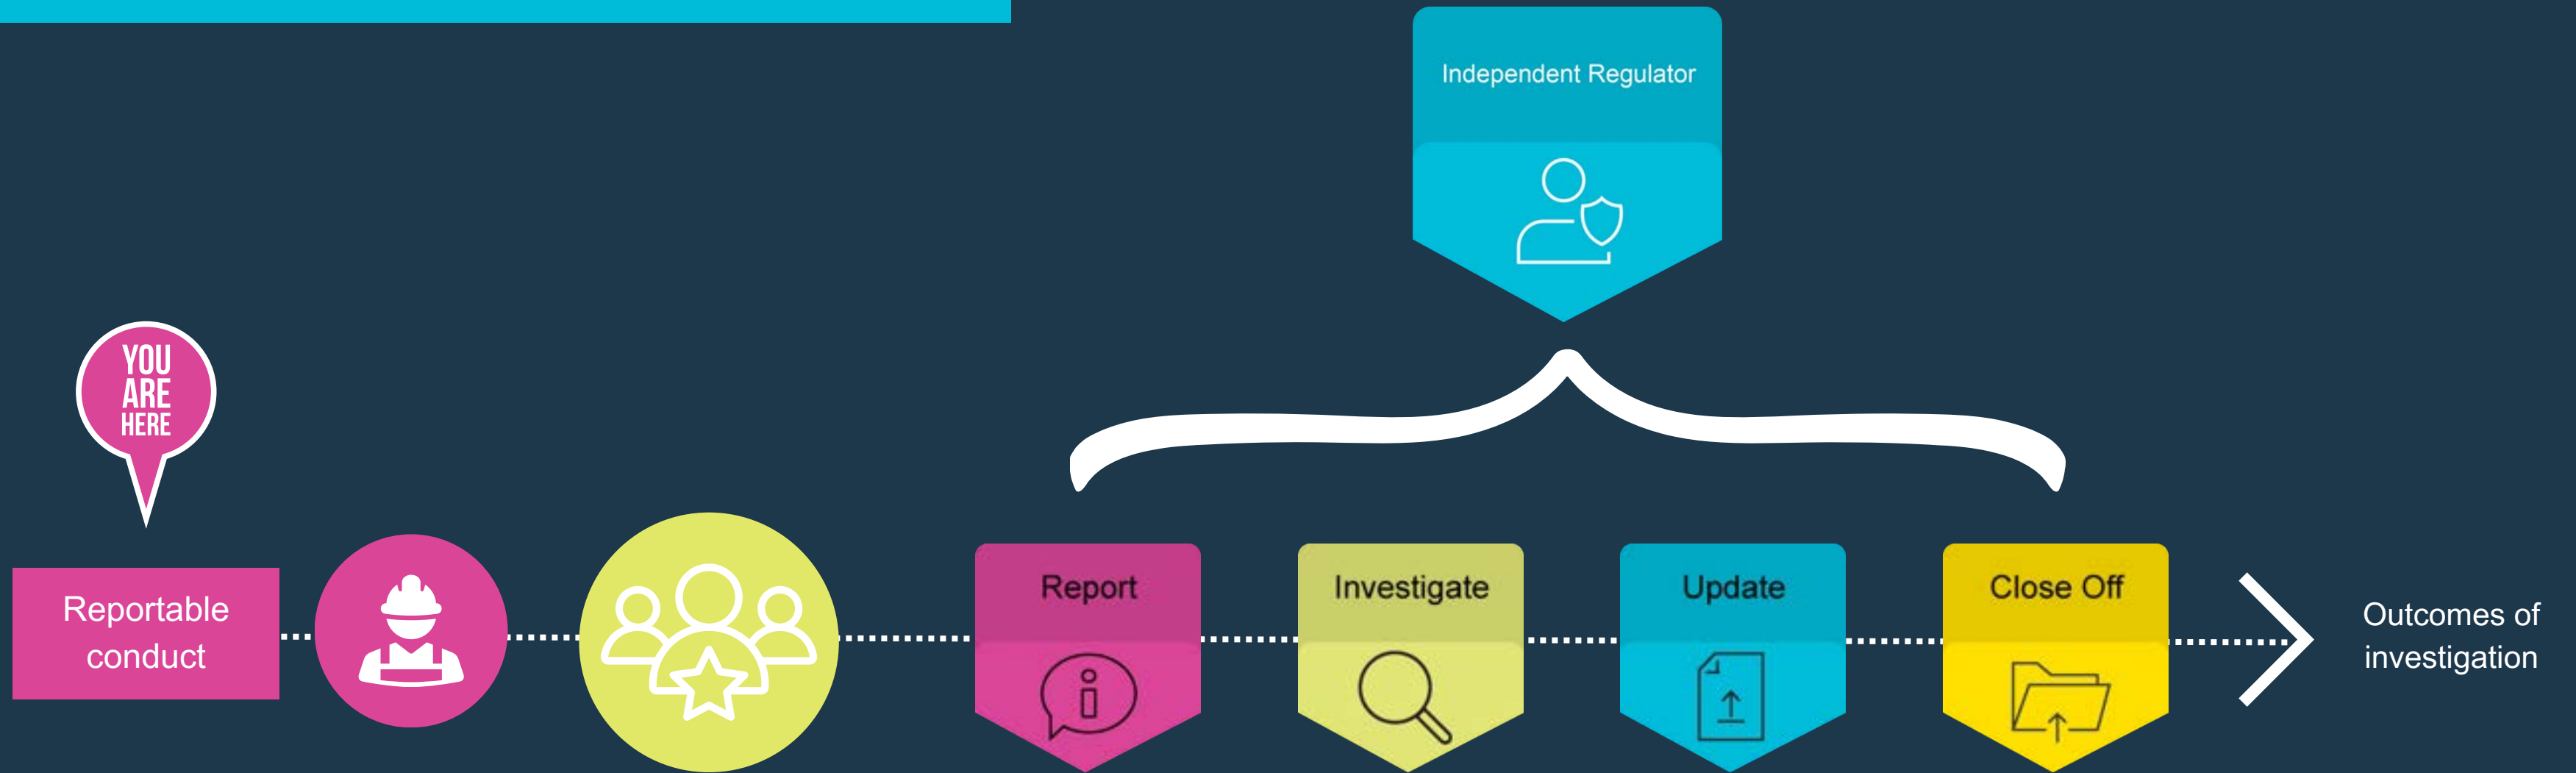 Independent Regulator
YOU
ARE
HERE
Reportable
conduct
Report
Investigate
Update
Close Off
Outcomes of
investigation